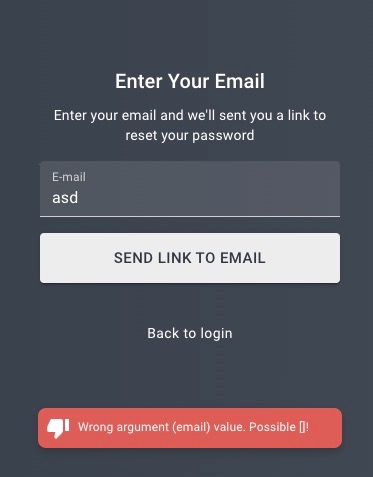 Enter Your Email
Enter your email and we'll sent you a link to
reset your password
E-mail
asd
SEND LINK TO EMAIL
Back to login
Wrong argument (email) value. Possible []!